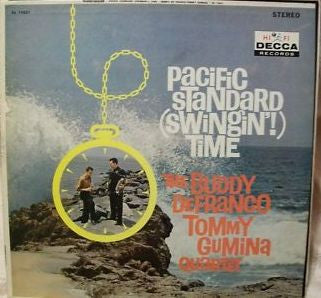 STEREO
HI FI
DECCA
RECORDS
PACIFIC
STANDARD
(SWINGIN'!)
TIME
THE BUDDY
DeFRANCO
TOMMY
GUMINA
QUARTET